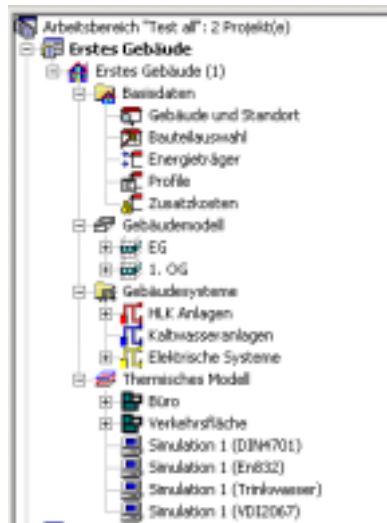 Arbeitsbereich "Test all": 2 Projekt(e)
Erstes Gebäude
Erstes Gebäude (1)
Basisdaten
Gebäude und Standort
Bauteilauswahl
Energieträger
Profile
Zusatzkosten
Gebäudemodell
EG
1. OG
Gebäudesysteme
HLK Anlagen
Kaltwasseranlagen
Elektrische Systeme
Thermisches Modell
Büro
Verkehrsfläche
Simulation 1 (DIN4701)
Simulation 1 (En832)
Simulation 1 (Trinkwasser)
Simulation 1 (VDI2067)